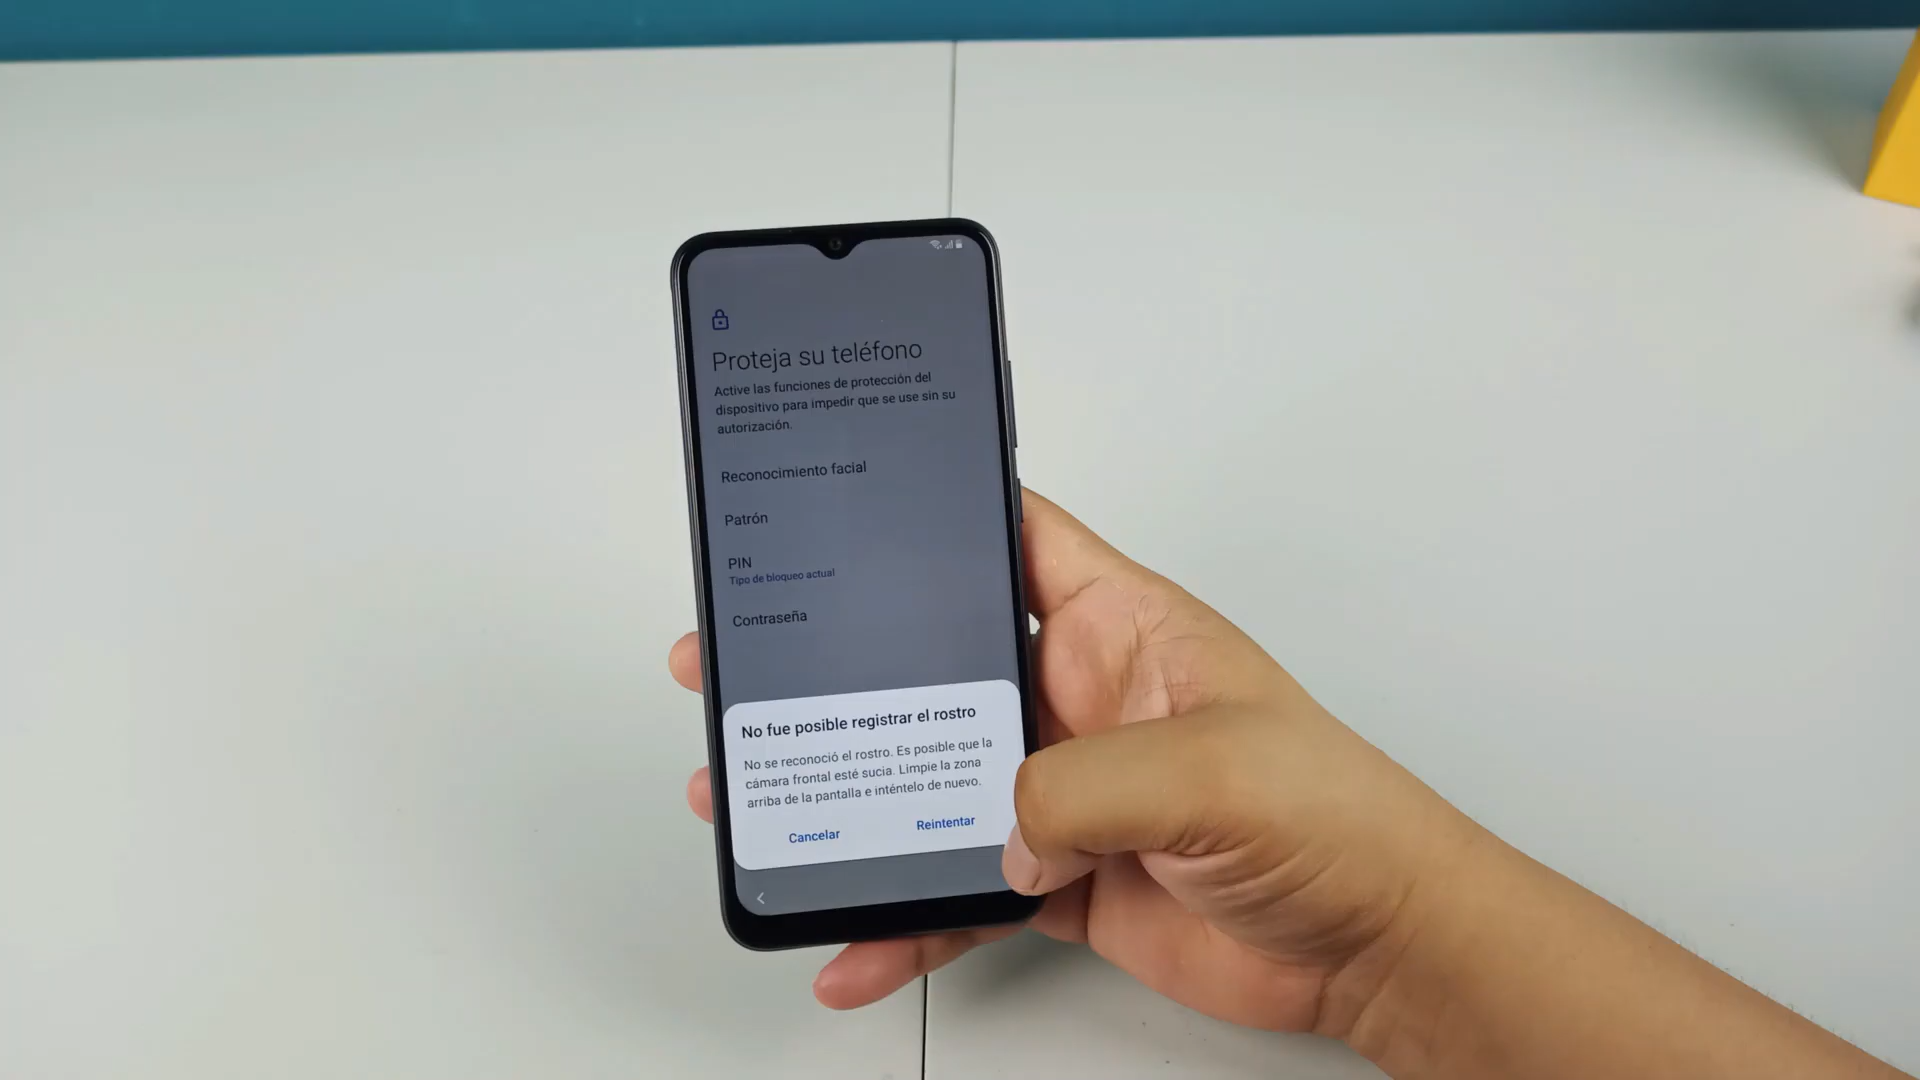 Proteja su teléfono
Active las funciones de protección del
dispositivo para impedir que se use sin su
autorización.
Reconocimiento facial
Patrón
PIN
Tipo de bloqueo actual
Contraseña
No fue posible registrar el rostro
No se reconoció el rostro. Es posible que la
cámara frontal esté sucia. Limpie la zona
arriba de la pantalla e inténtelo de nuevo.
Cancelar
Reintentar